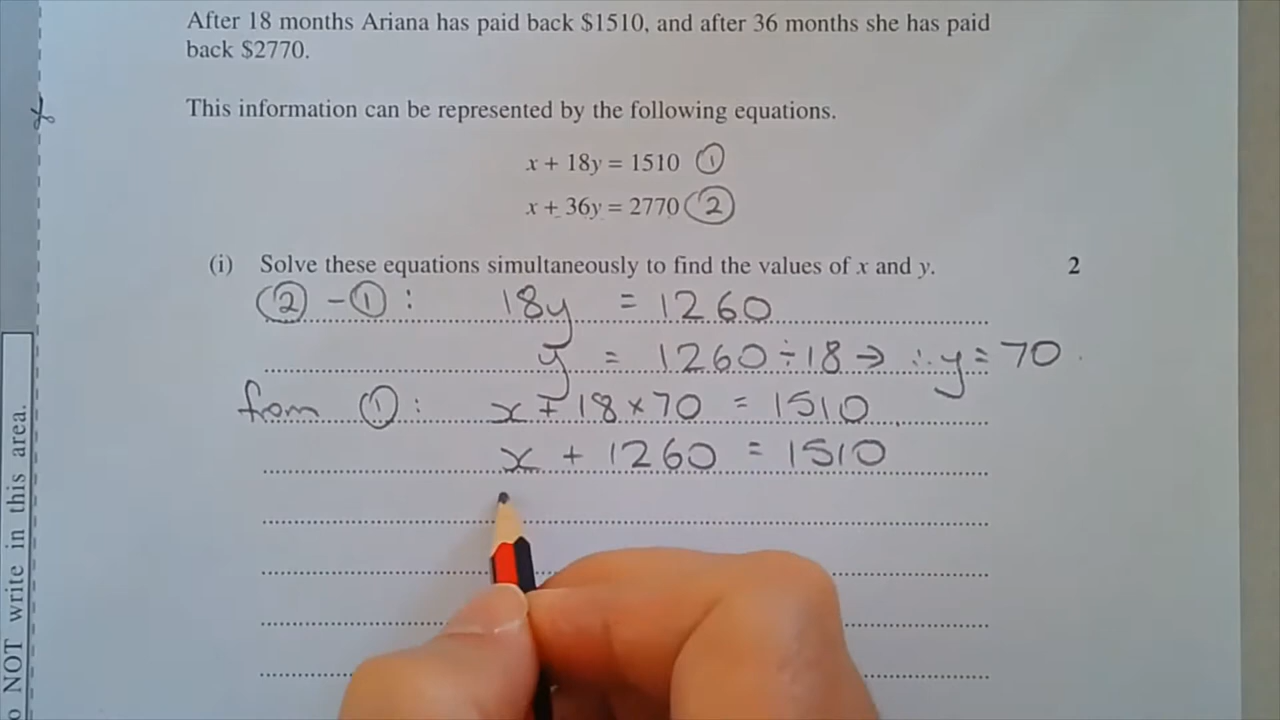 After 18 months Ariana has paid back $1510, and after 36 months she has paid
back $2770.
This information can be represented by the following equations.
x + 18y = 1510 ①
x + 36y = 2770 ②
(i) Solve these equations simultaneously to find the values of x and y. 2
② - ① : 18y = 1260
y = 1260 ÷ 18 → ∴ y = 70
from ① : x + 18 × 70 = 1510
x + 1260 = 1510
NOT write in this area.